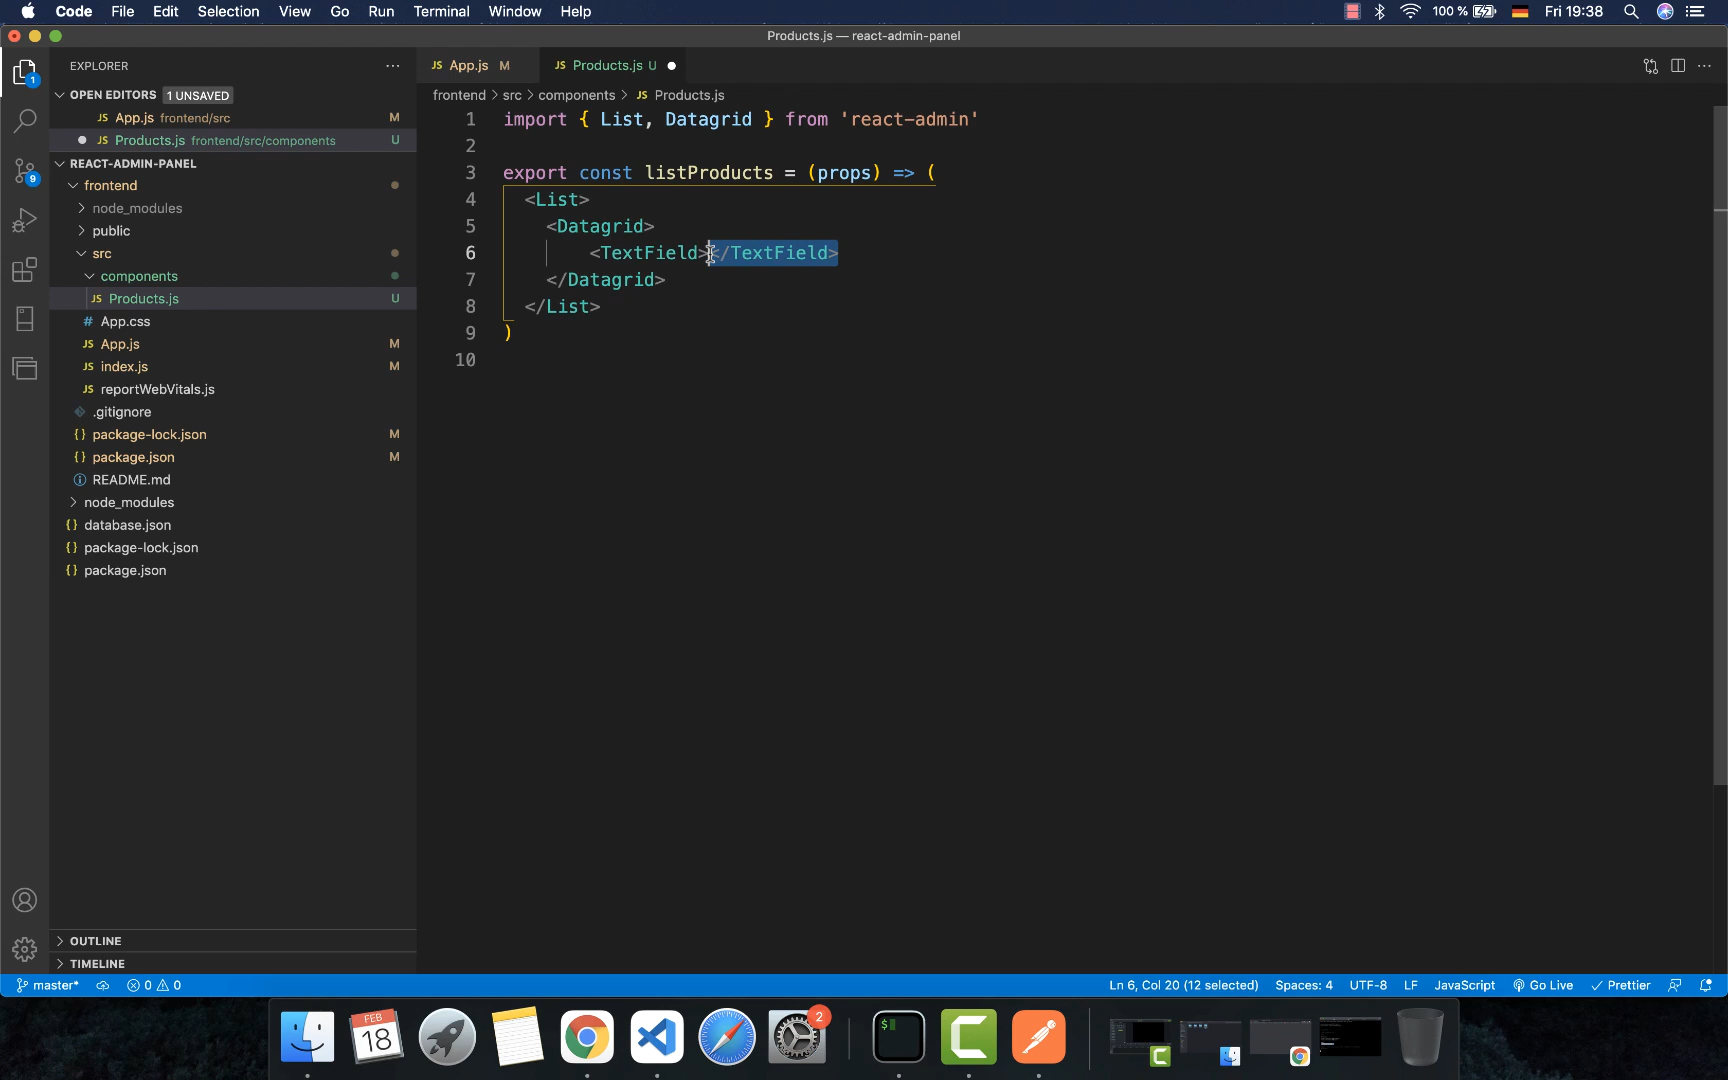 Code File Edit Selection View Go Run Terminal Window Help 100 % Fri 19:38
Products.js — react-admin-panel
EXPLORER
OPEN EDITORS 1 UNSAVED
JS App.js frontend/src M
JS Products.js frontend/src/components U
REACT-ADMIN-PANEL
frontend
node_modules
public
src
components
JS Products.js U
# App.css
JS App.js M
JS index.js M
JS reportWebVitals.js
.gitignore
{} package-lock.json M
{} package.json M
README.md
node_modules
{} database.json
{} package-lock.json
{} package.json
OUTLINE
TIMELINE
1
9
JS App.js M
JS Products.js U
frontend > src > components > JS Products.js
1 import { List, Datagrid } from 'react-admin'
2
3 export const listProducts = (props) => (
4 <List>
5 <Datagrid>
6 <TextField></TextField>
7 </Datagrid>
8 </List>
9 )
10
master* 0 0 Ln 6, Col 20 (12 selected) Spaces: 4 UTF-8 LF JavaScript Go Live Prettier
FEB
18
2
$